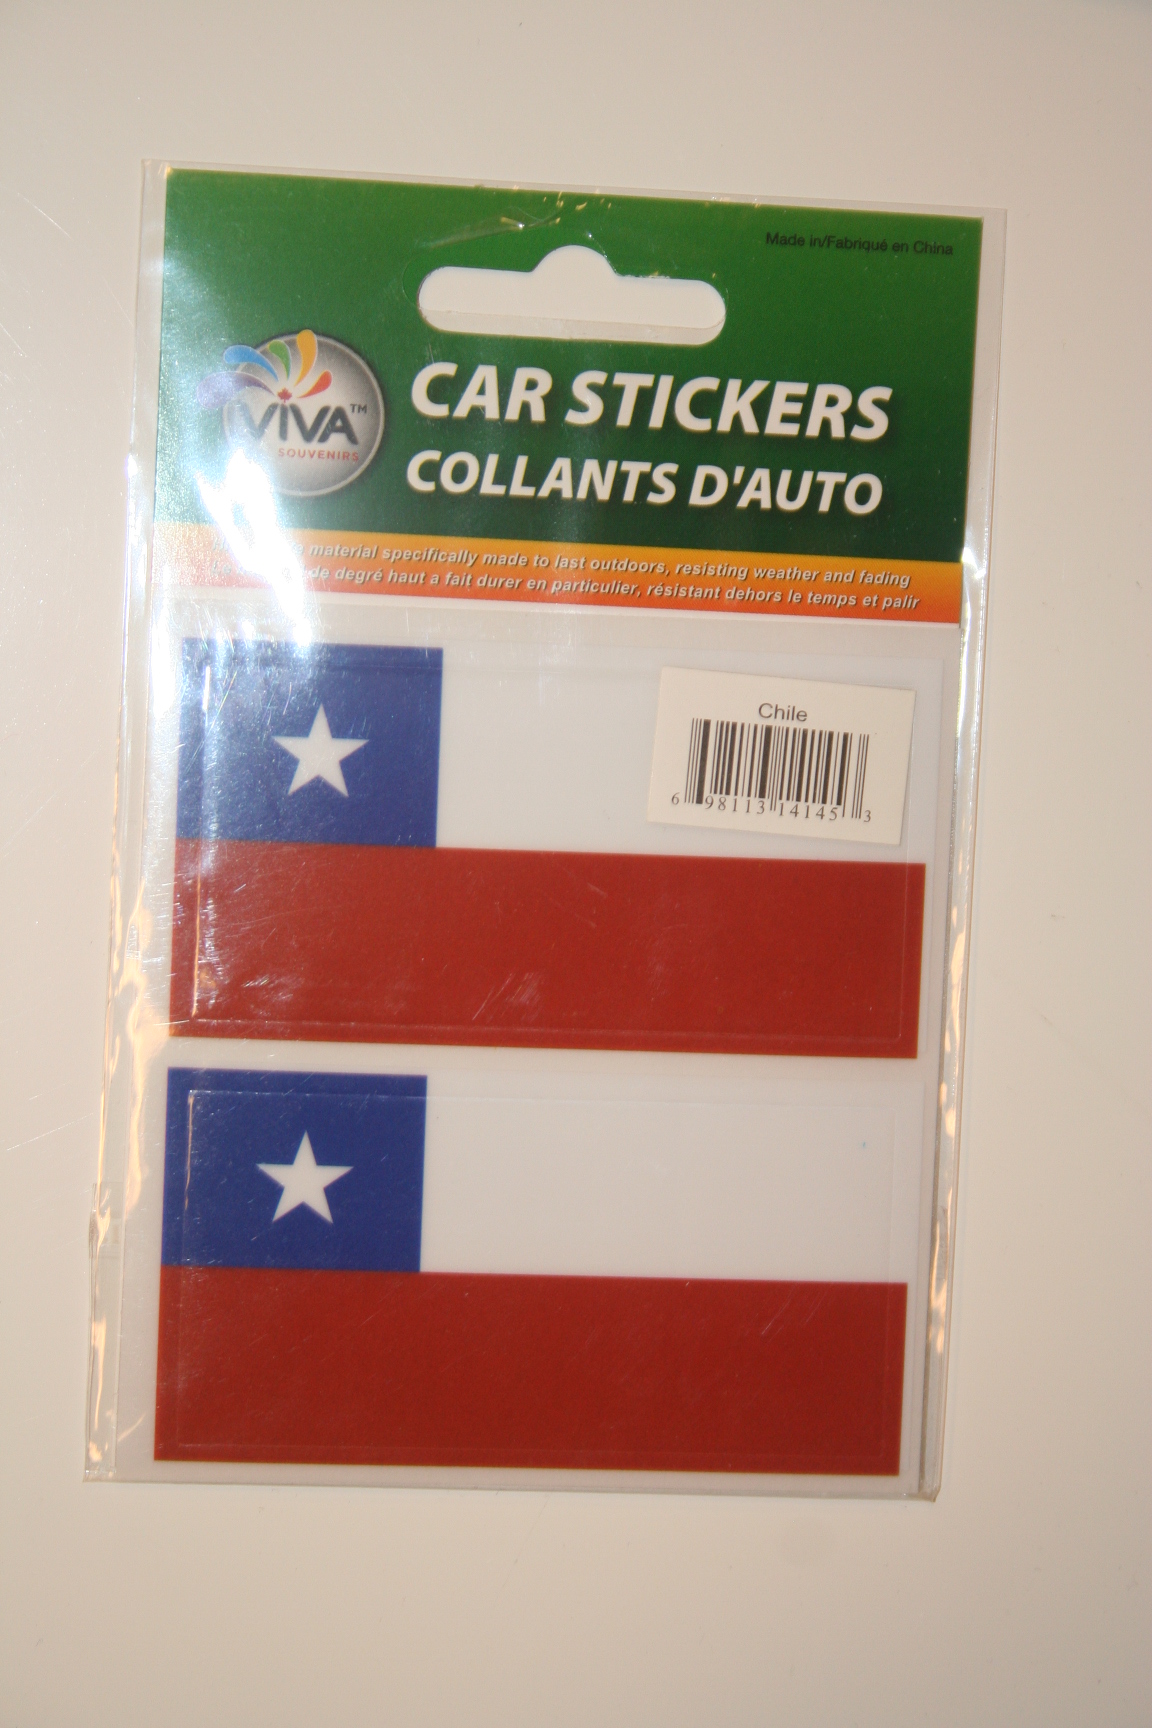 Made in/Fabriqué en China
VIVA™
SOUVENIRS
CAR STICKERS
COLLANTS D'AUTO
material specifically made to last outdoors, resisting weather and fading
de degré haut a fait durer en particulier, résistant dehors le temps et palir
Chile
6 98113 14145 3